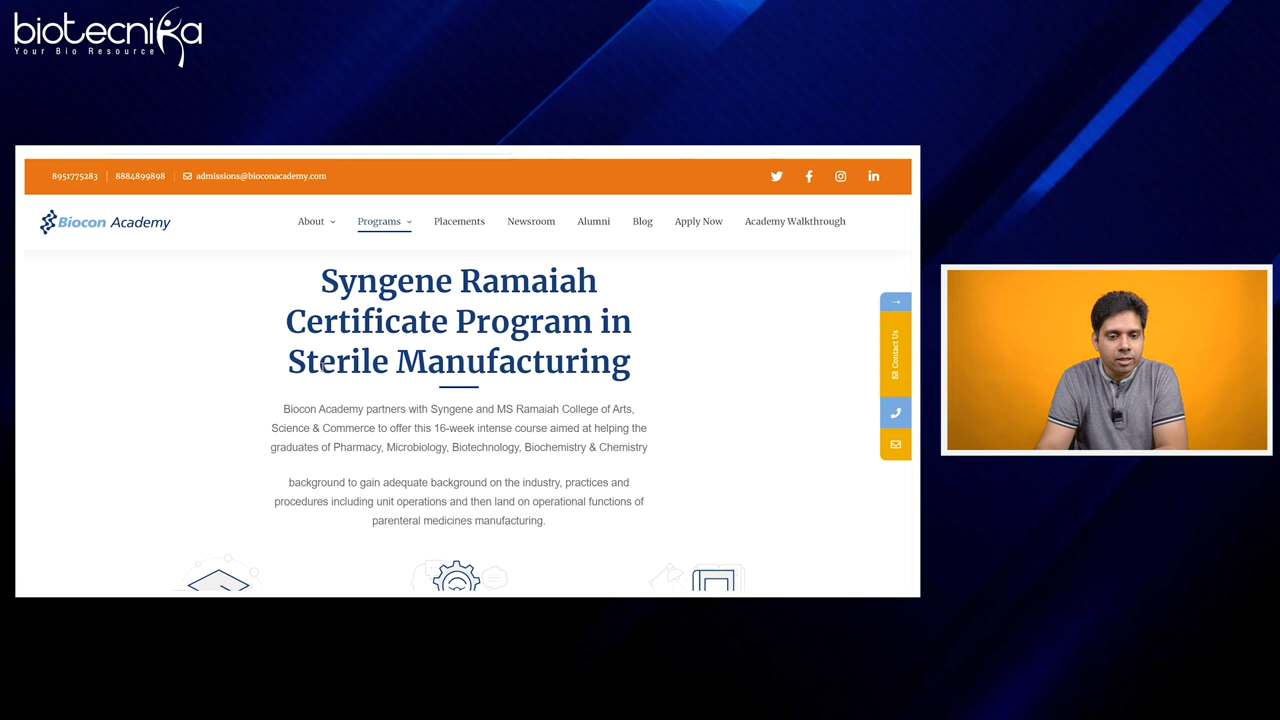 biotecnika
Your Bio Resource
8951775283
8884899898
admissions@bioconacademy.com
Biocon Academy
About
Programs
Placements
Newsroom
Alumni
Blog
Apply Now
Academy Walkthrough
Syngene Ramaiah
Certificate Program in
Sterile Manufacturing
Biocon Academy partners with Syngene and MS Ramaiah College of Arts,
Science & Commerce to offer this 16-week intense course aimed at helping the
graduates of Pharmacy, Microbiology, Biotechnology, Biochemistry & Chemistry
background to gain adequate background on the industry, practices and
procedures including unit operations and then land on operational functions of
parenteral medicines manufacturing.
Contact Us